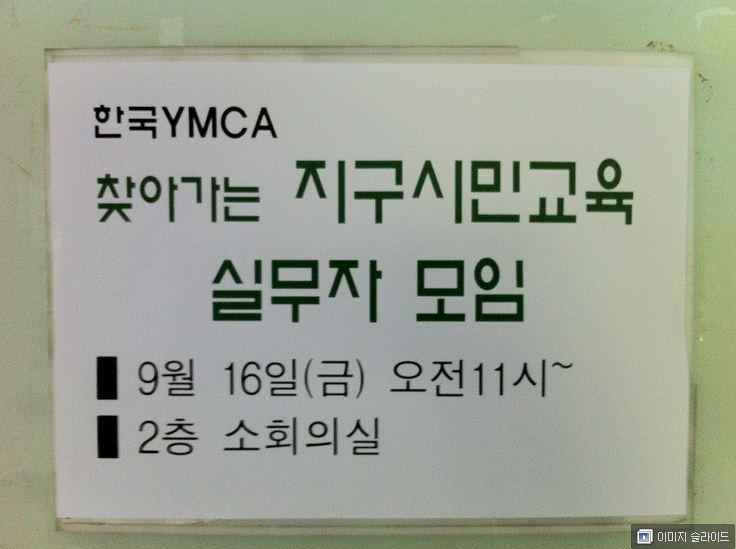 한국YMCA
찾아가는 지구시민교육
실무자 모임
9월 16일(금) 오전11시~
2층 소회의실
이미지 슬라이드